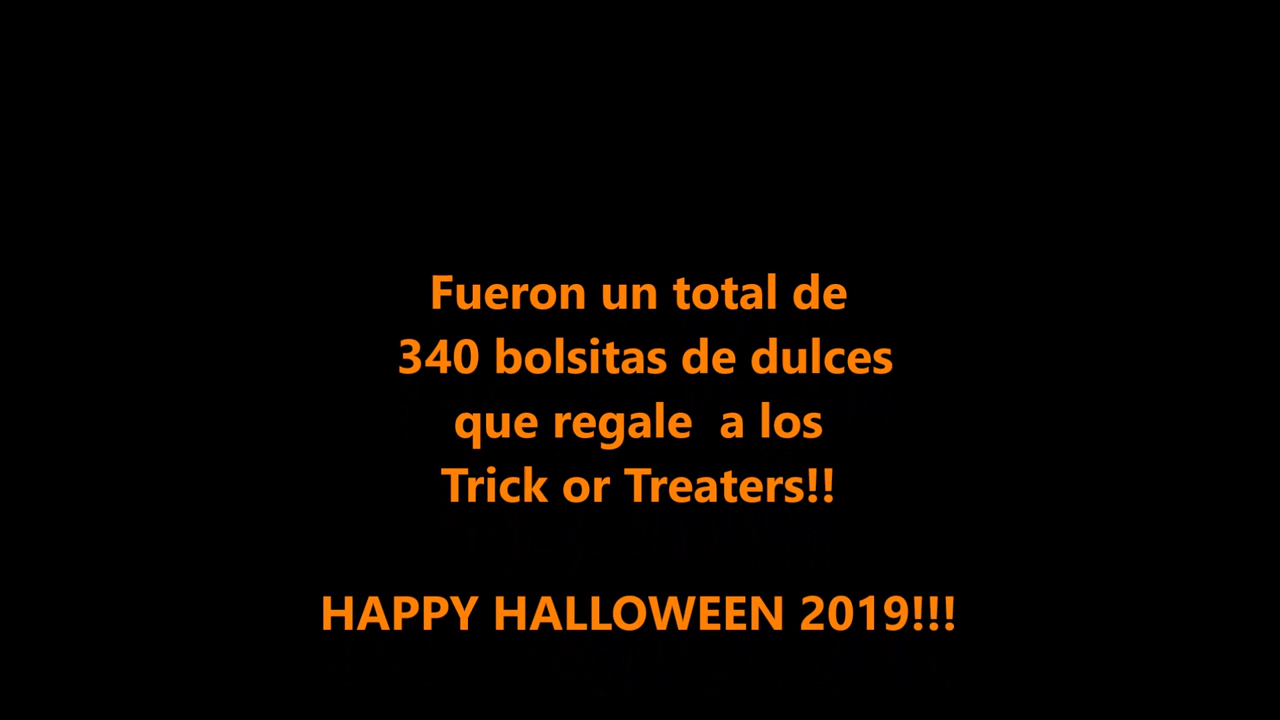 Fueron un total de
340 bolsitas de dulces
que regale  a los
Trick or Treaters!!
HAPPY HALLOWEEN 2019!!!